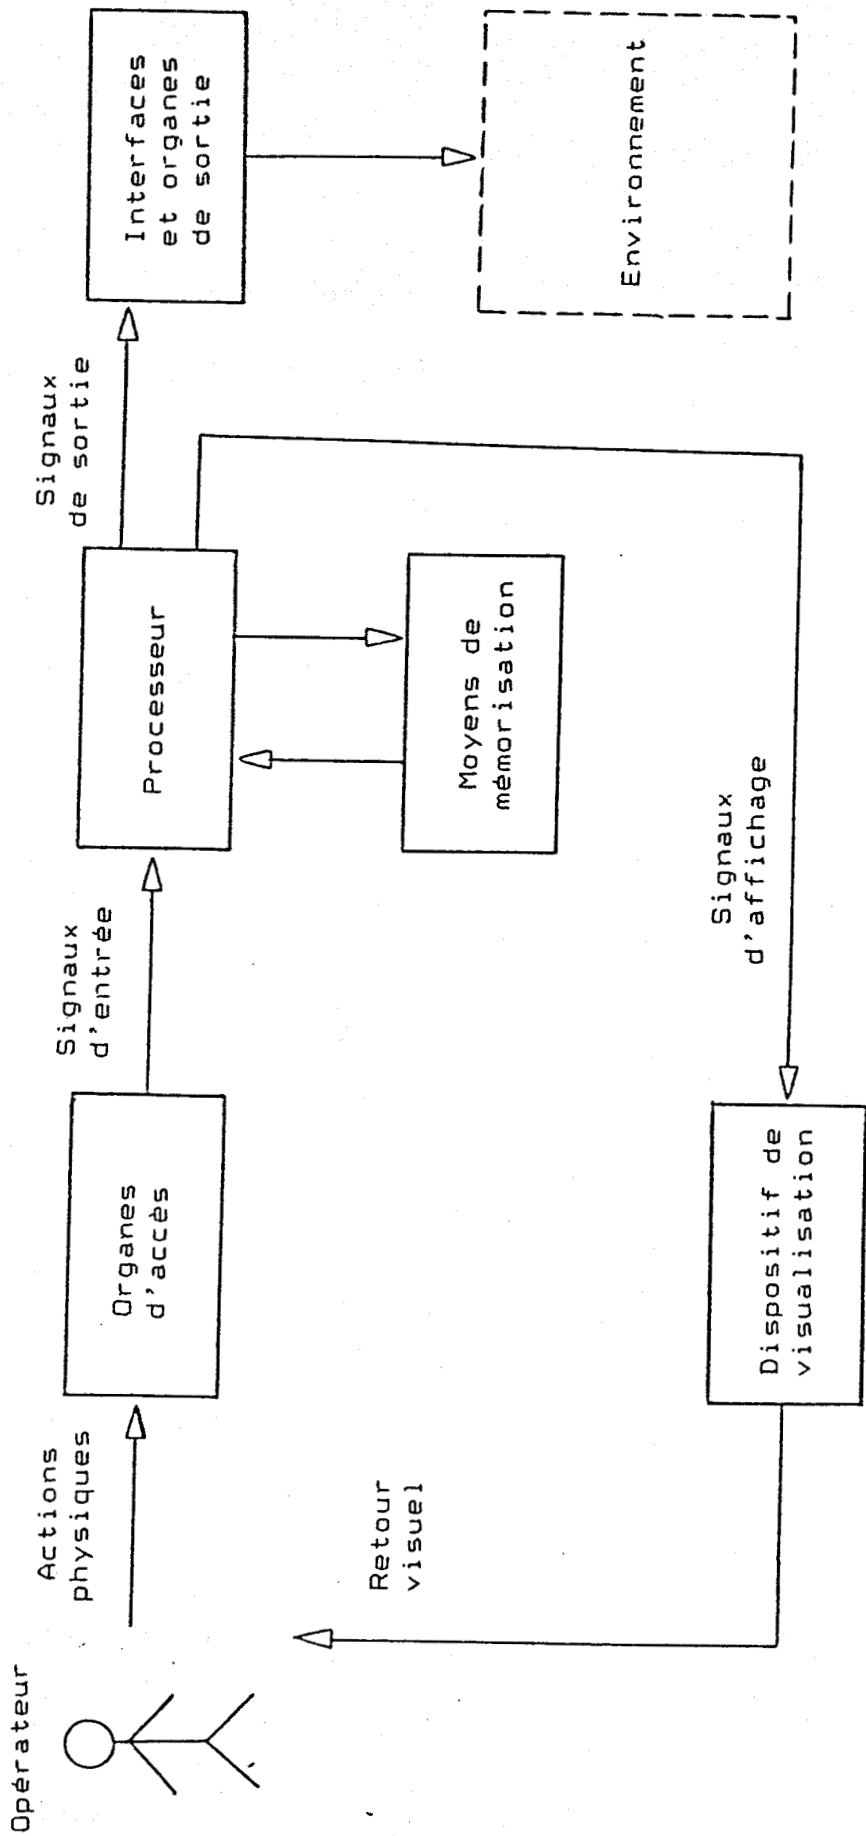 Opérateur
Actions
physiques
Organes
d'accès
Signaux
d'entrée
Processeur
Signaux
de sortie
Interfaces
et organes
de sortie
Moyens de
mémorisation
Environnement
Retour
visuel
Dispositif de
visualisation
Signaux
d'affichage